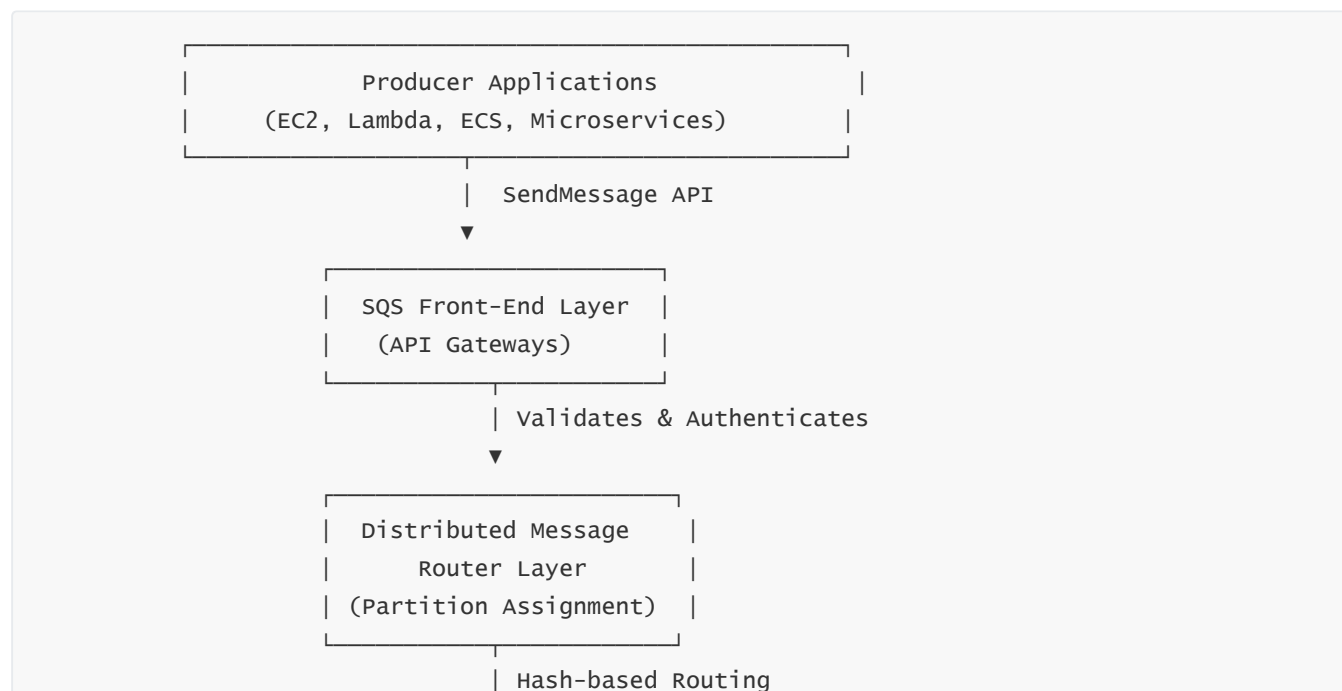 Producer Applications
(EC2, Lambda, ECS, Microservices)
SendMessage API
SQS Front-End Layer
(API Gateways)
Validates & Authenticates
Distributed Message
Router Layer
(Partition Assignment)
Hash-based Routing